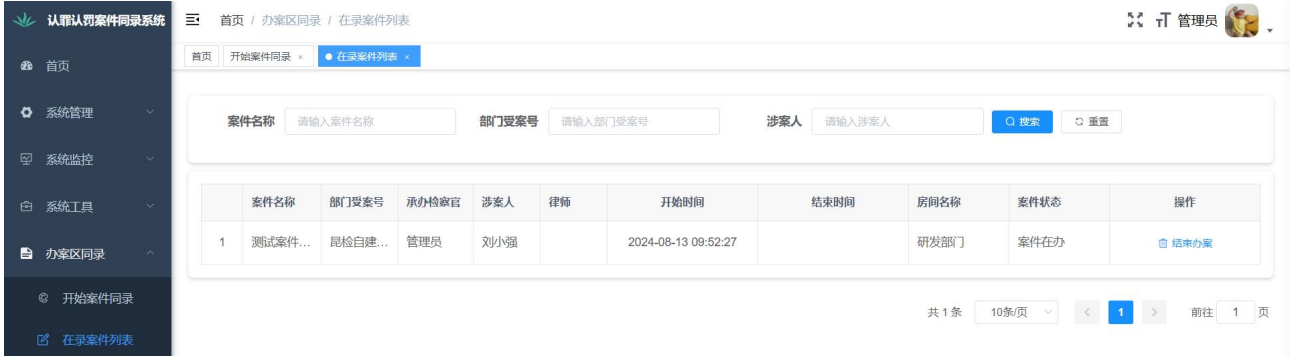 认罪认罚案件同录系统
首页 / 办案区同录 / 在录案件列表
管理员
首页 开始案件同录 × 在录案件列表 ×
首页
系统管理
系统监控
系统工具
办案区同录
开始案件同录
在录案件列表
案件名称 请输入案件名称 部门受案号 请输入部门受案号 涉案人 请输入涉案人 搜索 重置
案件名称 部门受案号 承办检察官 涉案人 律师 开始时间 结束时间 房间名称 案件状态 操作
1 测试案件... 昆检自建... 管理员 刘小强 2024-08-13 09:52:27 研发部门 案件在办 结束办案
共 1 条 10条/页 < 1 > 前往 1 页